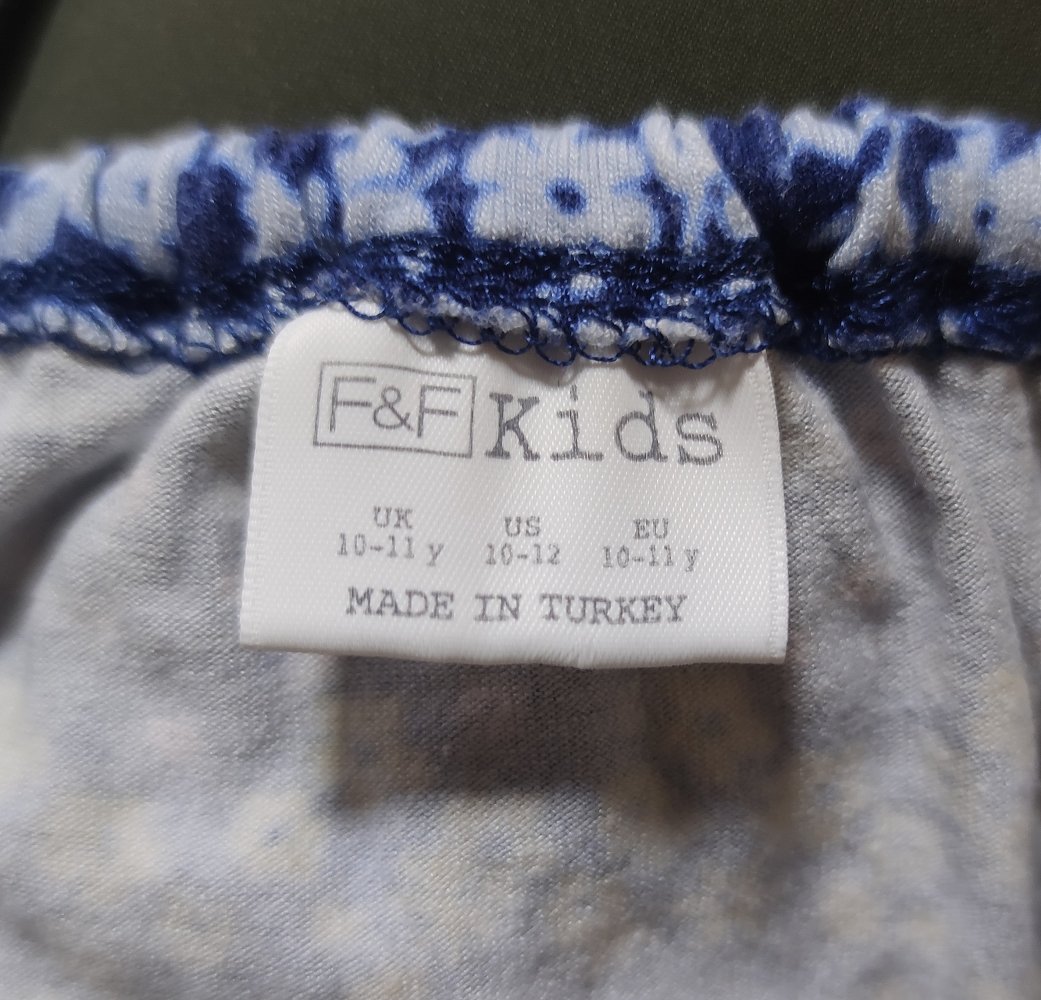 F&F Kids
UK US EU
10-11 y 10-12 10-11 y
MADE IN TURKEY